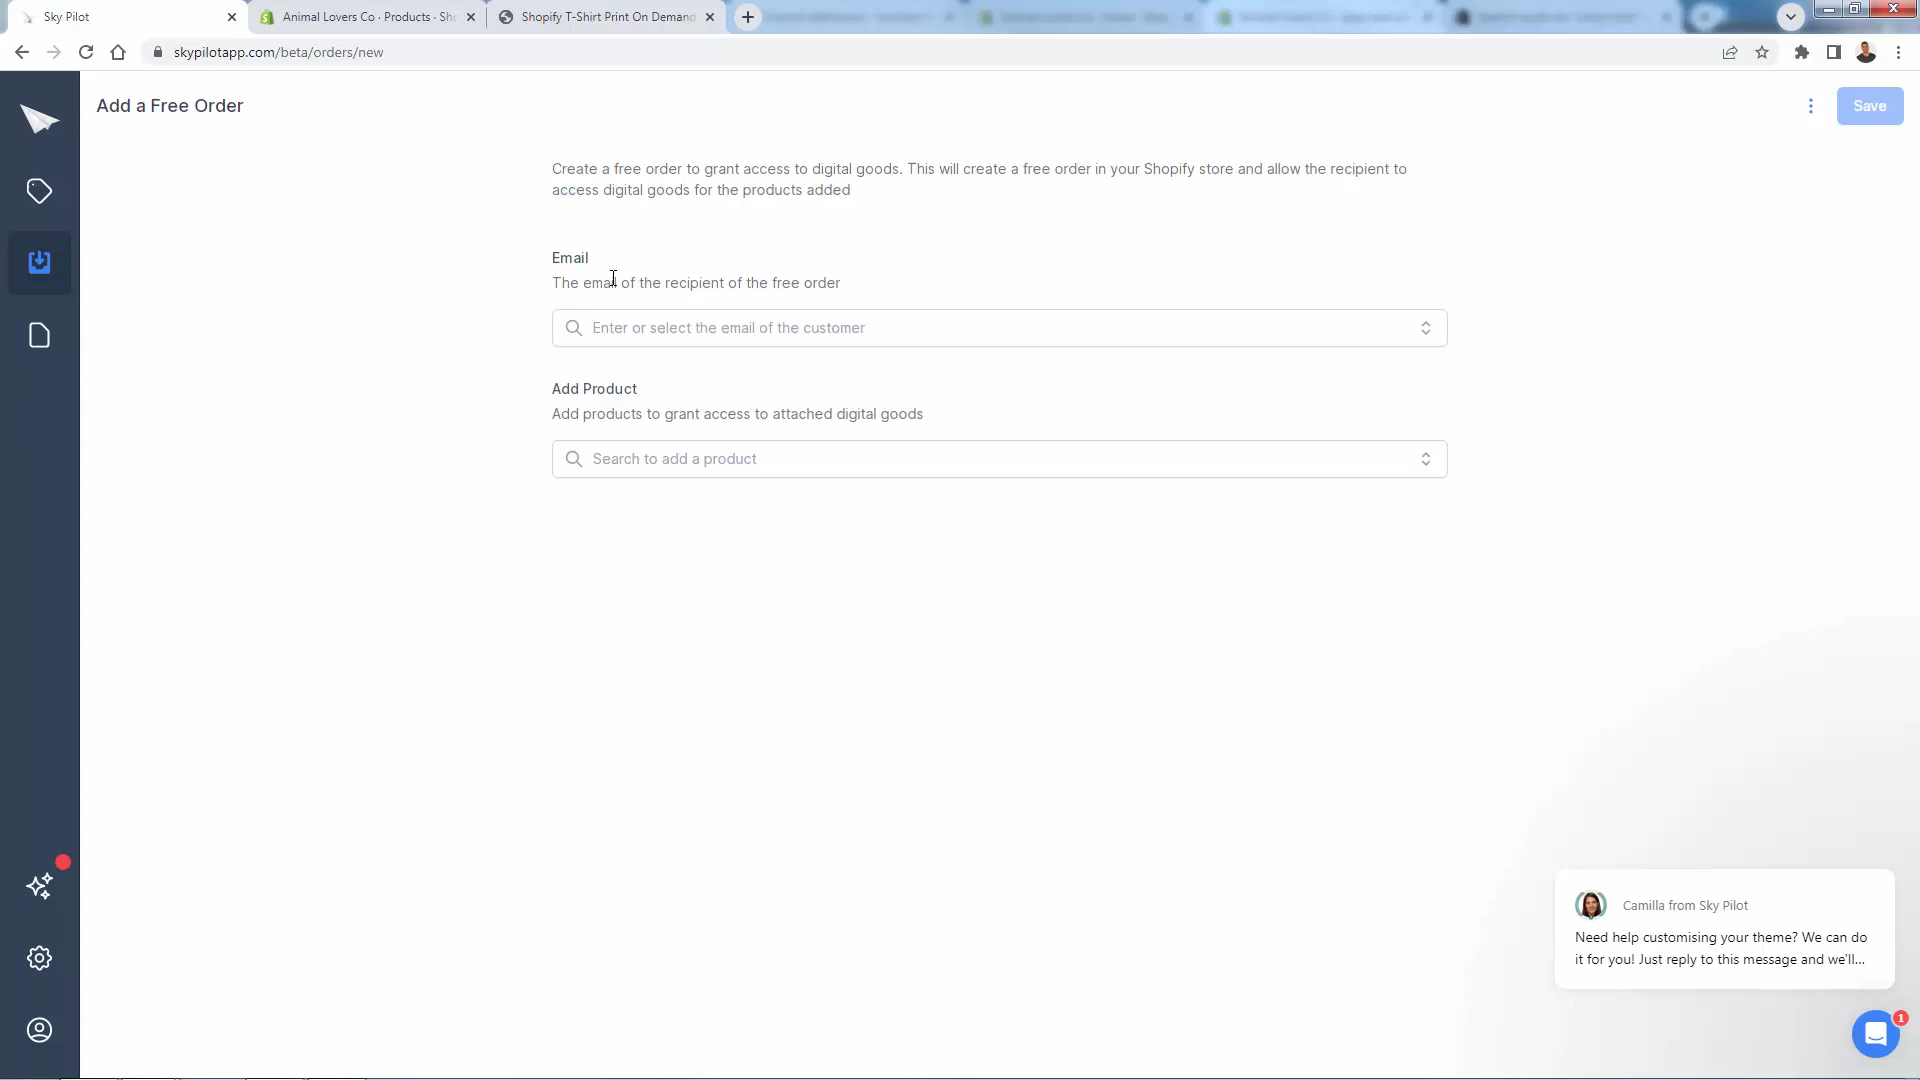 Sky Pilot
Animal Lovers Co · Products · Sho
Shopify T-Shirt Print On Demand
skypilotapp.com/beta/orders/new
Add a Free Order
Save
Create a free order to grant access to digital goods. This will create a free order in your Shopify store and allow the recipient to
access digital goods for the products added
Email
The email of the recipient of the free order
Enter or select the email of the customer
Add Product
Add products to grant access to attached digital goods
Search to add a product
Camilla from Sky Pilot
Need help customising your theme? We can do
it for you! Just reply to this message and we'll...
1